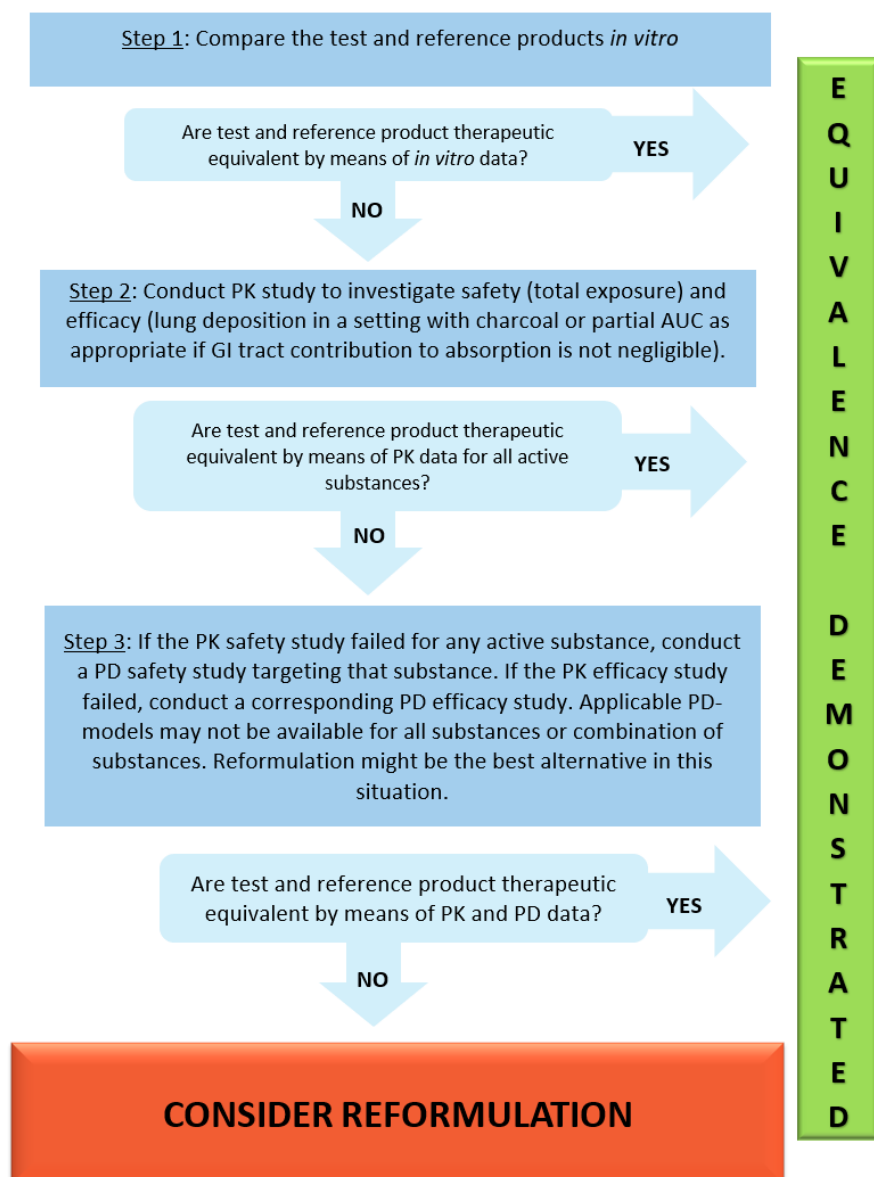 Step 1: Compare the test and reference products in vitro
Are test and reference product therapeutic
equivalent by means of in vitro data?
YES
NO
Step 2: Conduct PK study to investigate safety (total exposure) and
efficacy (lung deposition in a setting with charcoal or partial AUC as
appropriate if GI tract contribution to absorption is not negligible).
Are test and reference product therapeutic
equivalent by means of PK data for all active
substances?
YES
NO
Step 3: If the PK safety study failed for any active substance, conduct
a PD safety study targeting that substance. If the PK efficacy study
failed, conduct a corresponding PD efficacy study. Applicable PD-
models may not be available for all substances or combination of
substances. Reformulation might be the best alternative in this
situation.
Are test and reference product therapeutic
equivalent by means of PK and PD data?
YES
NO
CONSIDER REFORMULATION
EQUIVALENCE DEMONSTRATED